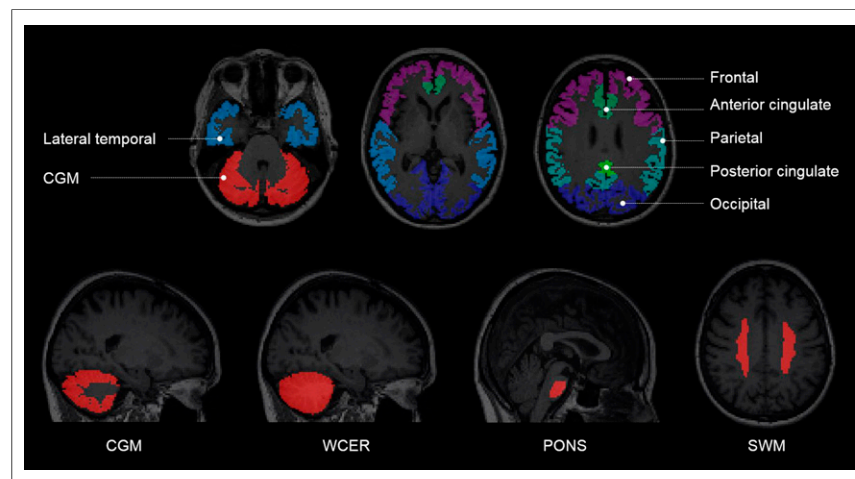 Frontal
Anterior cingulate
Lateral temporal
Parietal
CGM
Posterior cingulate
Occipital
CGM
WCER
PONS
SWM